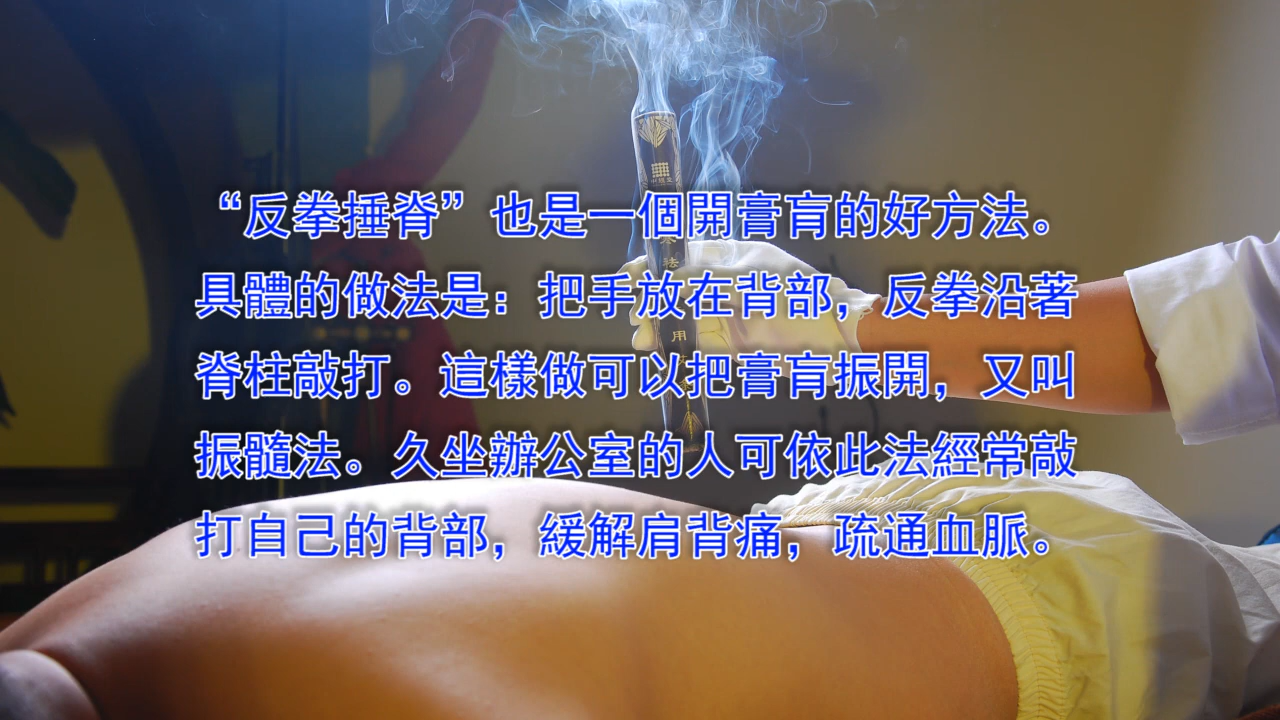 “反拳捶脊”也是一個開膏肓的好方法。
具體的做法是：把手放在背部，反拳沿著
脊柱敲打。這樣做可以把膏肓振開，又叫
振髓法。久坐辦公室的人可依此法經常敲
打自己的背部，緩解肩背痛，疏通血脈。
祛
用